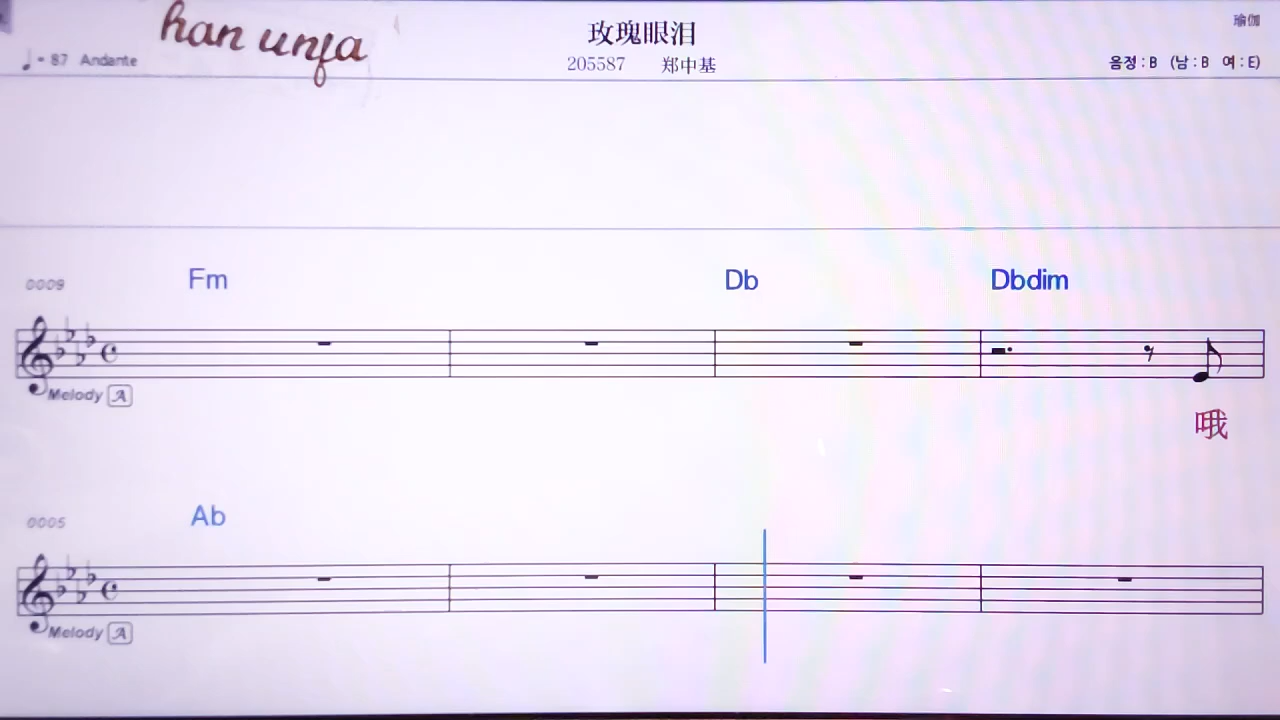 han unfa
玫瑰眼泪
瑜伽
♩= 87 Andante
205587 郑中基
음정 : B (남 : B 여 : E)
0009
Fm Db Dbdim
Melody A
哦
0005
Ab
Melody A